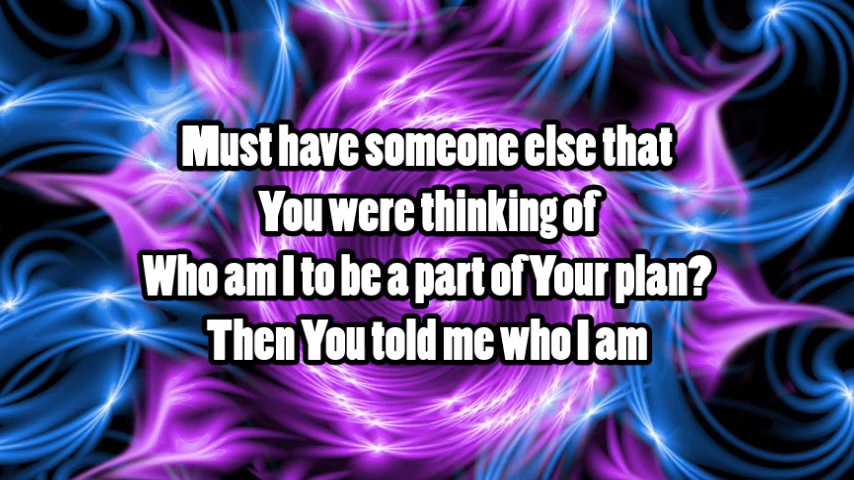 Must have someone else that
You were thinking of
Who am I to be a part of Your plan?
Then You told me who I am